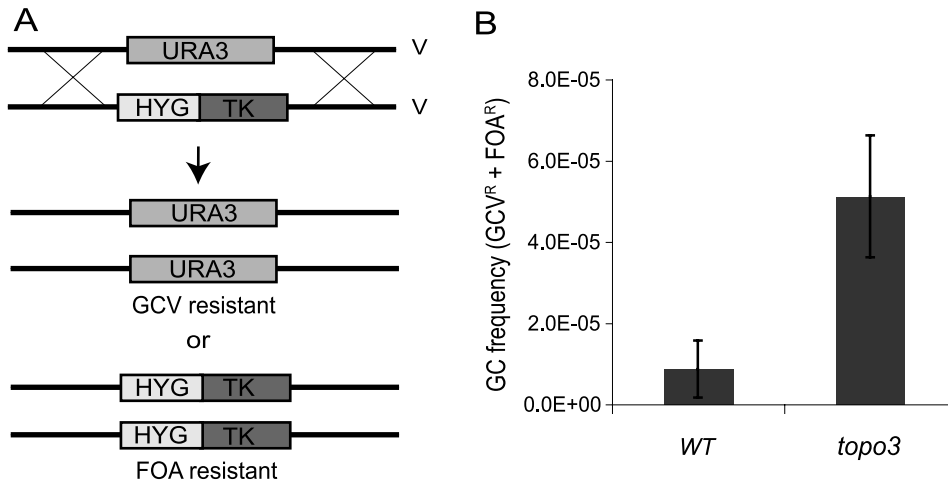 A
URA3 V
HYG TK V
URA3
URA3
GCV resistant
or
HYG TK
HYG TK
FOA resistant
B
GC frequency (GCVᴿ + FOAᴿ)
8.0E-05
6.0E-05
4.0E-05
2.0E-05
0.0E+00
WT topo3